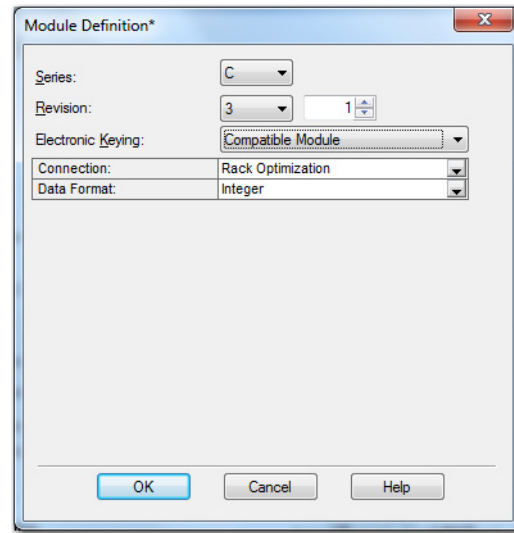 Module Definition*
Series: C
Revision: 3 1
Electronic Keying: Compatible Module
Connection: Rack Optimization
Data Format: Integer
OK Cancel Help